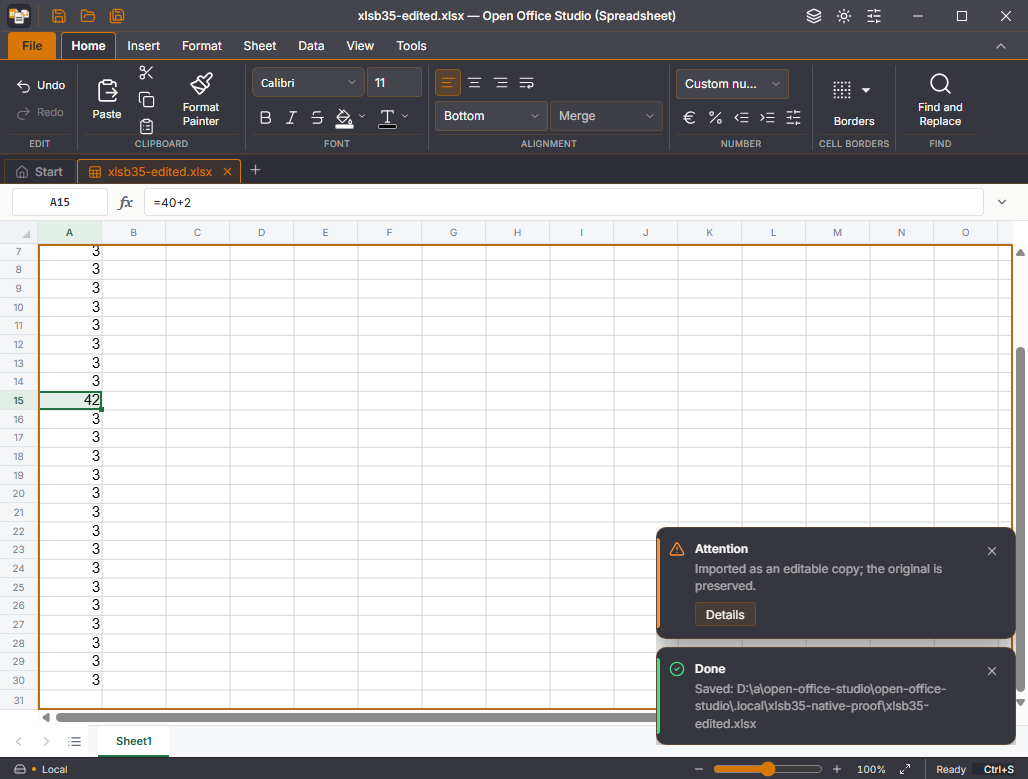 xlsb35-edited.xlsx — Open Office Studio (Spreadsheet)
File Home Insert Format Sheet Data View Tools
Undo
Redo
EDIT
Paste
Format Painter
CLIPBOARD
Calibri 11
B I S T
FONT
Bottom Merge
ALIGNMENT
Custom nu...
€ %
NUMBER
Borders
CELL BORDERS
Find and Replace
FIND
Start xlsb35-edited.xlsx
A15 fx =40+2
A B C D E F G H I J K L M N O
7 3
8 3
9 3
10 3
11 3
12 3
13 3
14 3
15 42
16 3
17 3
18 3
19 3
20 3
21 3
22 3
23 3
24 3
25 3
26 3
27 3
28 3
29 3
30 3
31
Attention
Imported as an editable copy; the original is
preserved.
Details
Done
Saved: D:\a\open-office-studio\open-office-
studio\.local\xlsb35-native-proof\xlsb35-
edited.xlsx
Sheet1
Local 100% Ready Ctrl+S